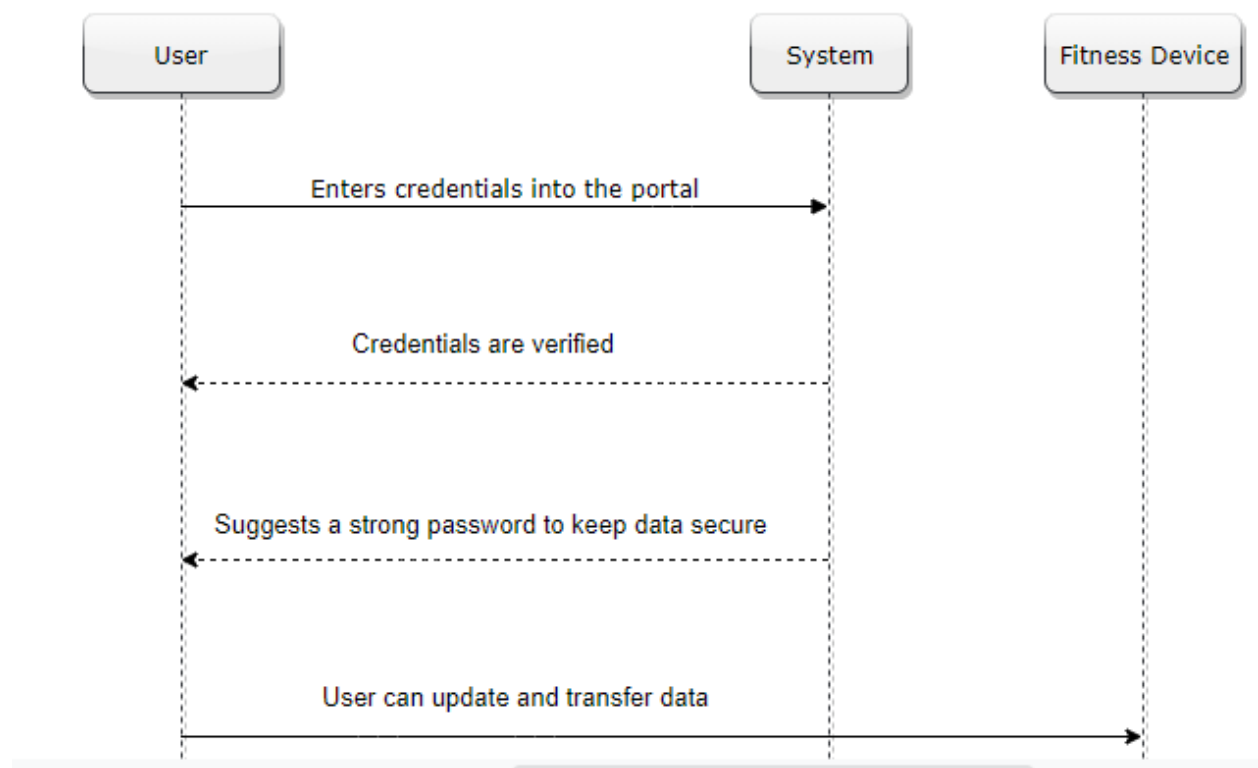 User
System
Fitness Device
Enters credentials into the portal
Credentials are verified
Suggests a strong password to keep data secure
User can update and transfer data